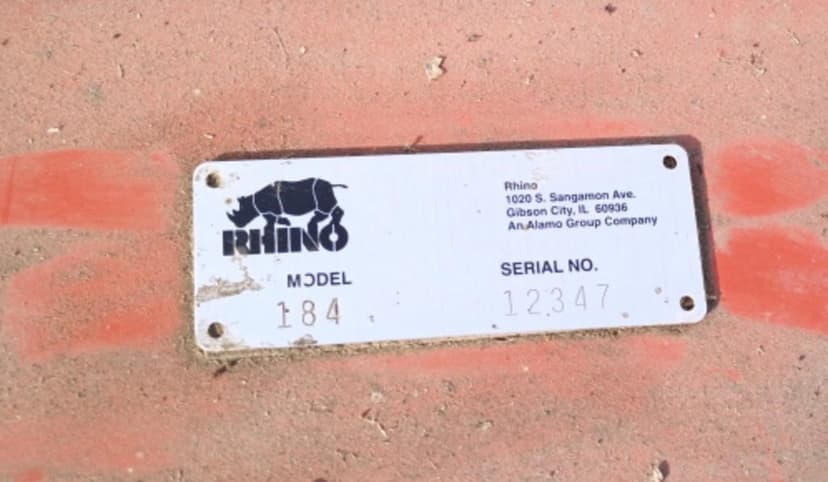 RHINO
MODEL
184
Rhino
1020 S. Sangamon Ave.
Gibson City, IL 60936
An Alamo Group Company
SERIAL NO.
12347